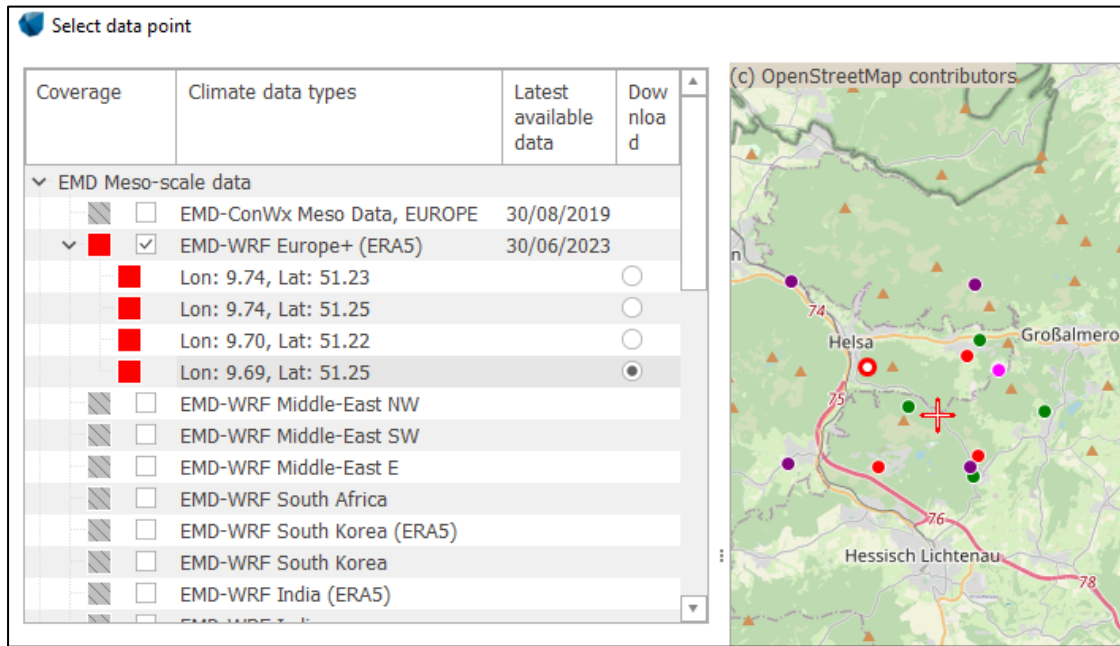 Select data point
Coverage Climate data types Latest available data Download
EMD Meso-scale data
EMD-ConWx Meso Data, EUROPE 30/08/2019
EMD-WRF Europe+ (ERA5) 30/06/2023
Lon: 9.74, Lat: 51.23
Lon: 9.74, Lat: 51.25
Lon: 9.70, Lat: 51.22
Lon: 9.69, Lat: 51.25
EMD-WRF Middle-East NW
EMD-WRF Middle-East SW
EMD-WRF Middle-East E
EMD-WRF South Africa
EMD-WRF South Korea (ERA5)
EMD-WRF South Korea
EMD-WRF India (ERA5)
(c) OpenStreetMap contributors
n
74
Helsa
Großalmero
75
76
Hessisch Lichtenau
78